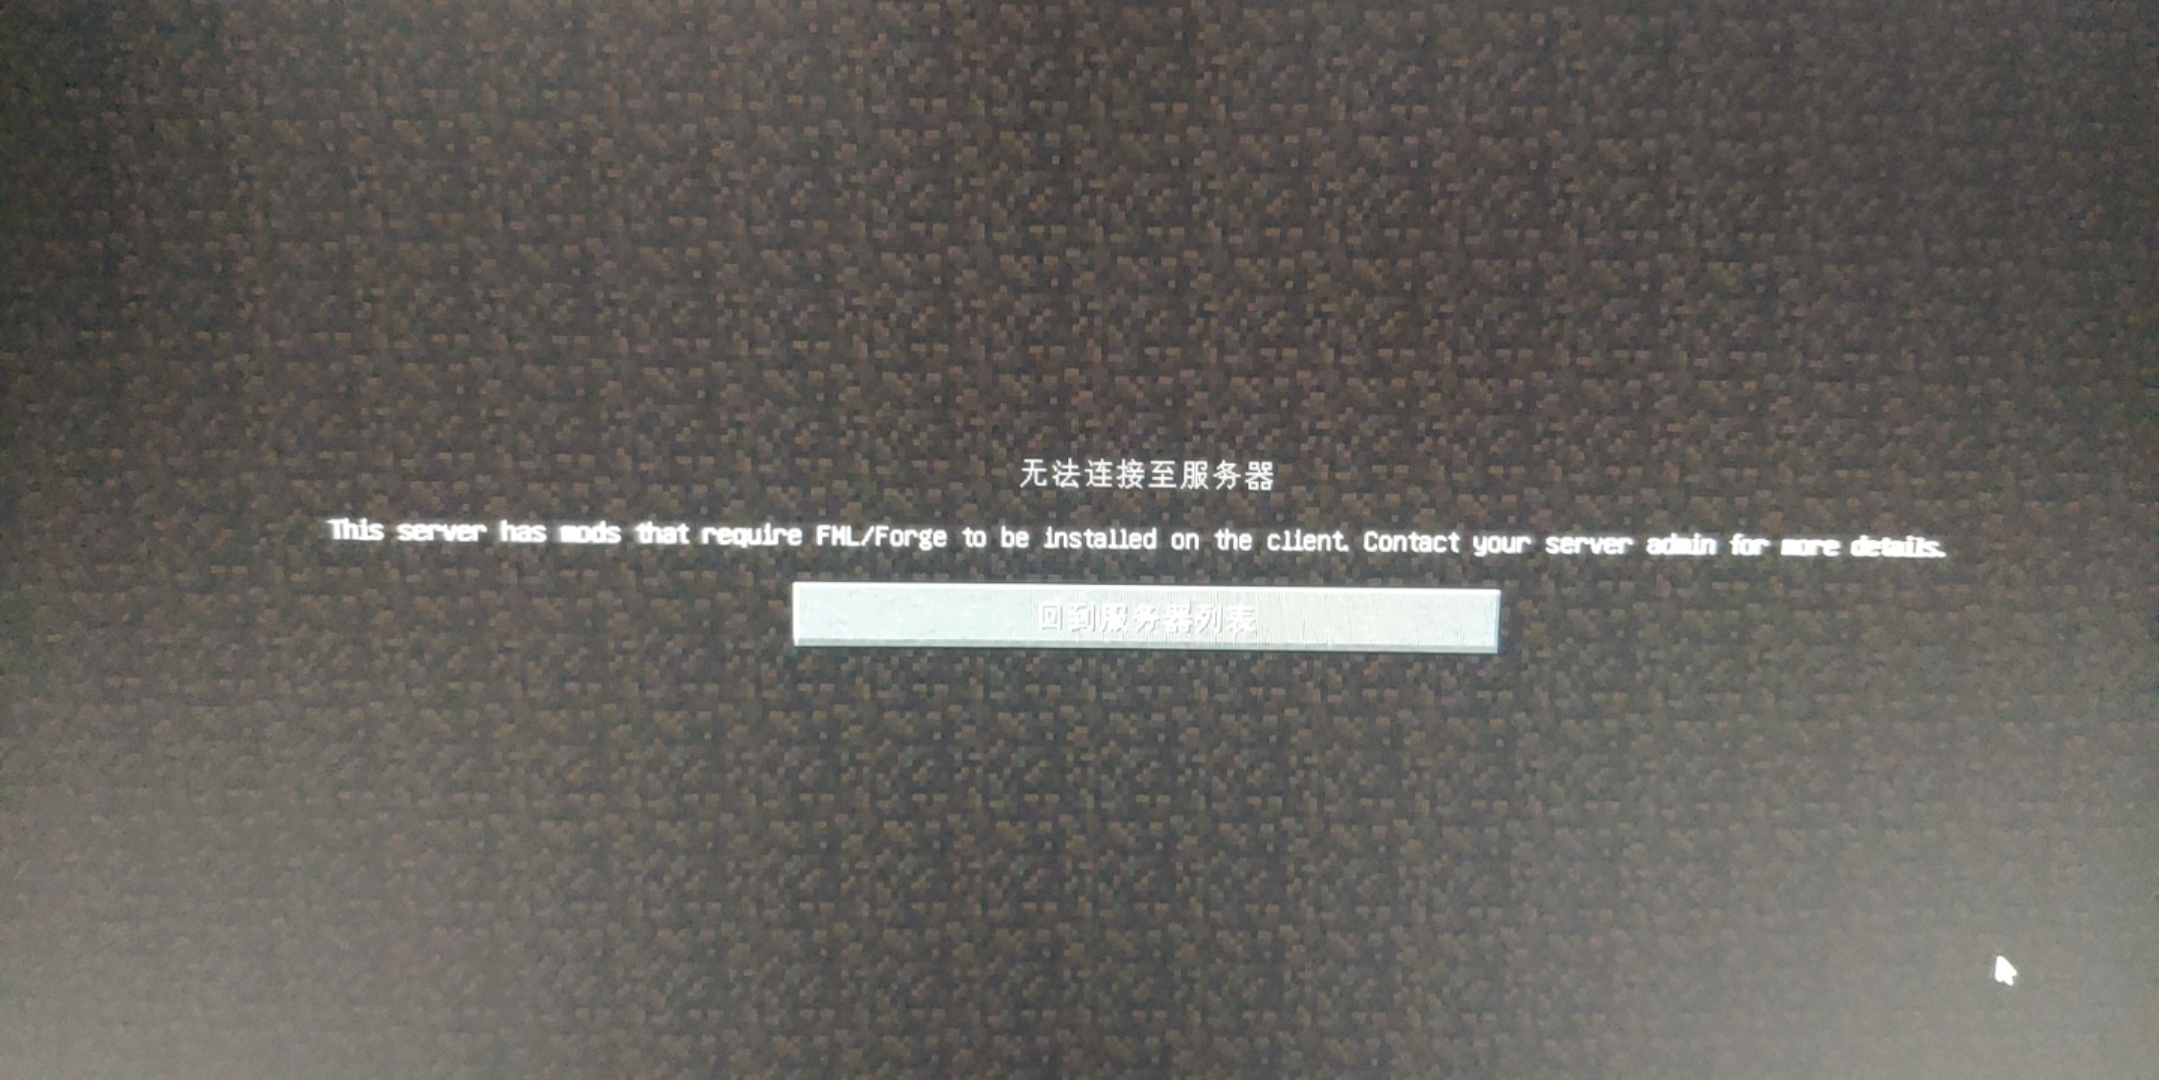 无法连接至服务器
This server has mods that require FML/Forge to be installed on the client. Contact your server admin for more details.
回到服务器列表